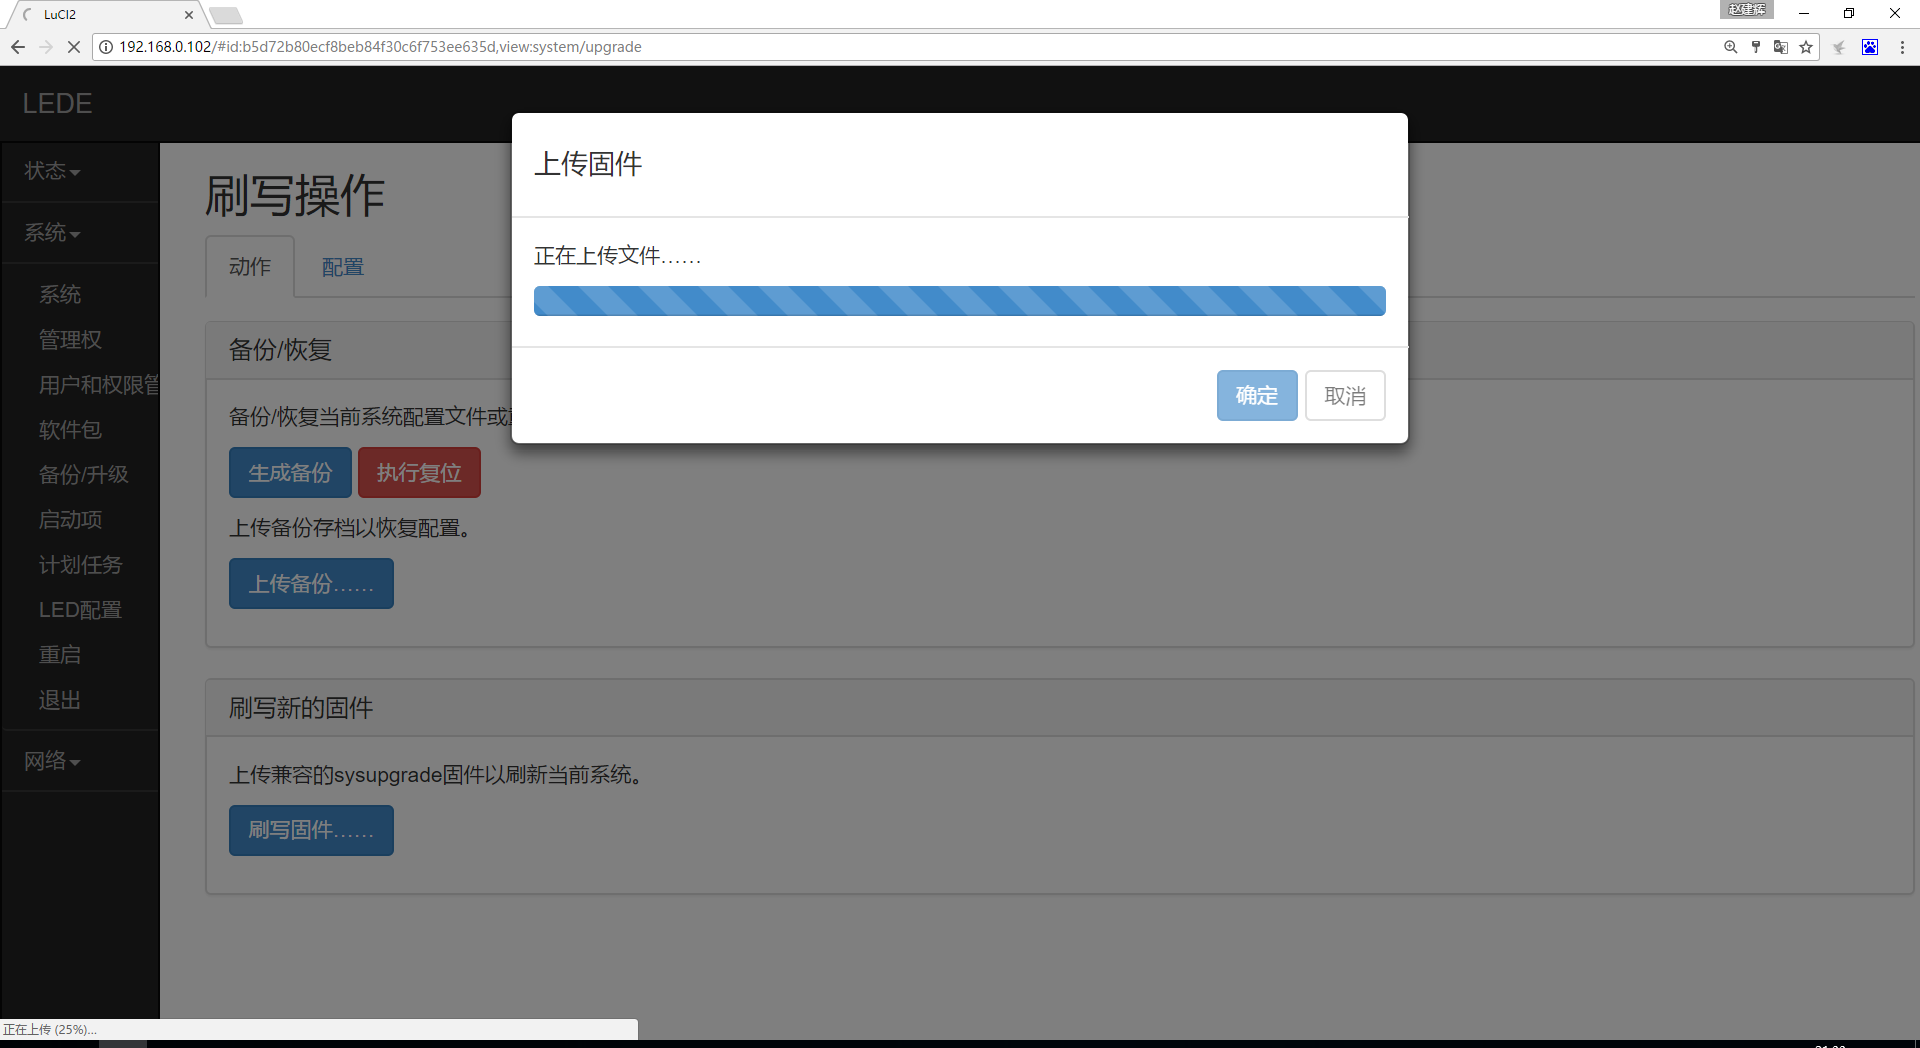 LuCI2
赵建辉
192.168.0.102/#id:b5d72b80ecf8beb84f30c6f753ee635d,view:system/upgrade
LEDE
状态
系统
系统
管理权
用户和权限管
软件包
备份/升级
启动项
计划任务
LED配置
重启
退出
网络
刷写操作
动作 配置
备份/恢复
备份/恢复当前系统配置文件或
生成备份 执行复位
上传备份存档以恢复配置。
上传备份……
刷写新的固件
上传兼容的sysupgrade固件以刷新当前系统。
刷写固件……
上传固件
正在上传文件……
确定 取消
正在上传 (25%)...